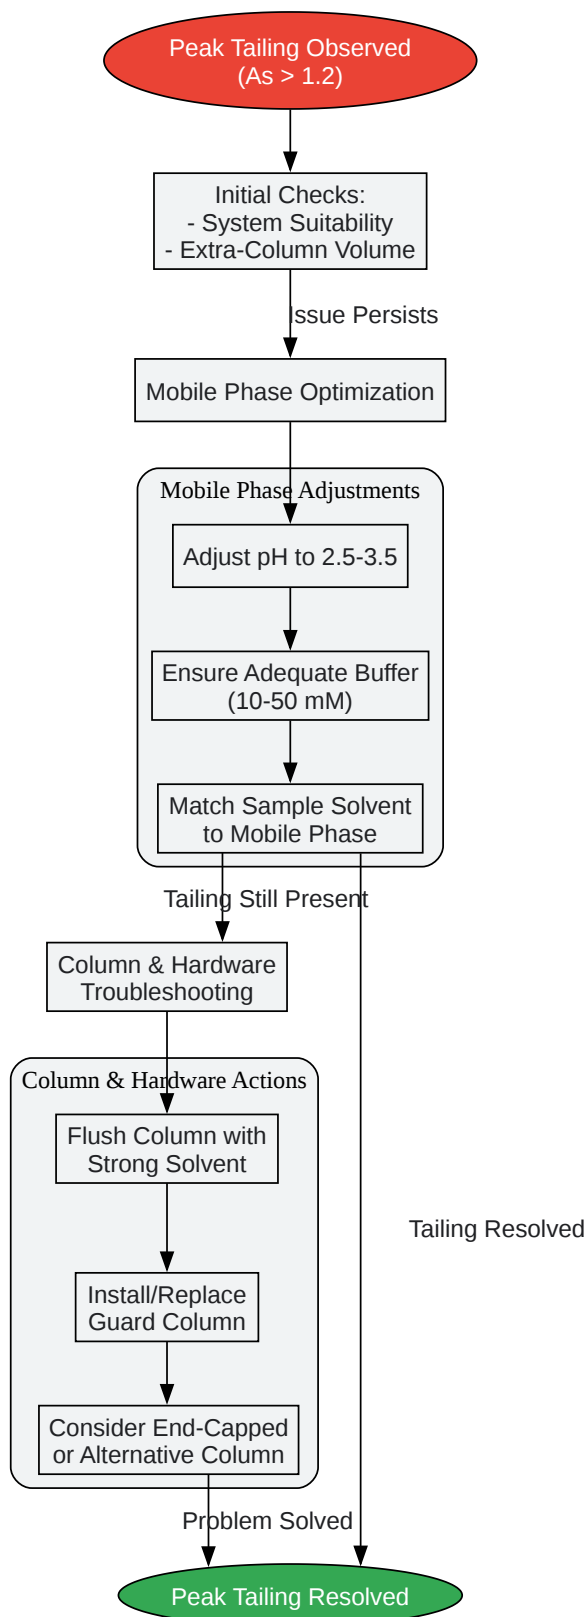 Peak Tailing Observed
(As > 1.2)
Initial Checks:
- System Suitability
- Extra-Column Volume
Issue Persists
Mobile Phase Optimization
Mobile Phase Adjustments
Adjust pH to 2.5-3.5
Ensure Adequate Buffer
(10-50 mM)
Match Sample Solvent
to Mobile Phase
Tailing Still Present
Column & Hardware
Troubleshooting
Column & Hardware Actions
Flush Column with
Strong Solvent
Tailing Resolved
Install/Replace
Guard Column
Consider End-Capped
or Alternative Column
Problem Solved
Peak Tailing Resolved